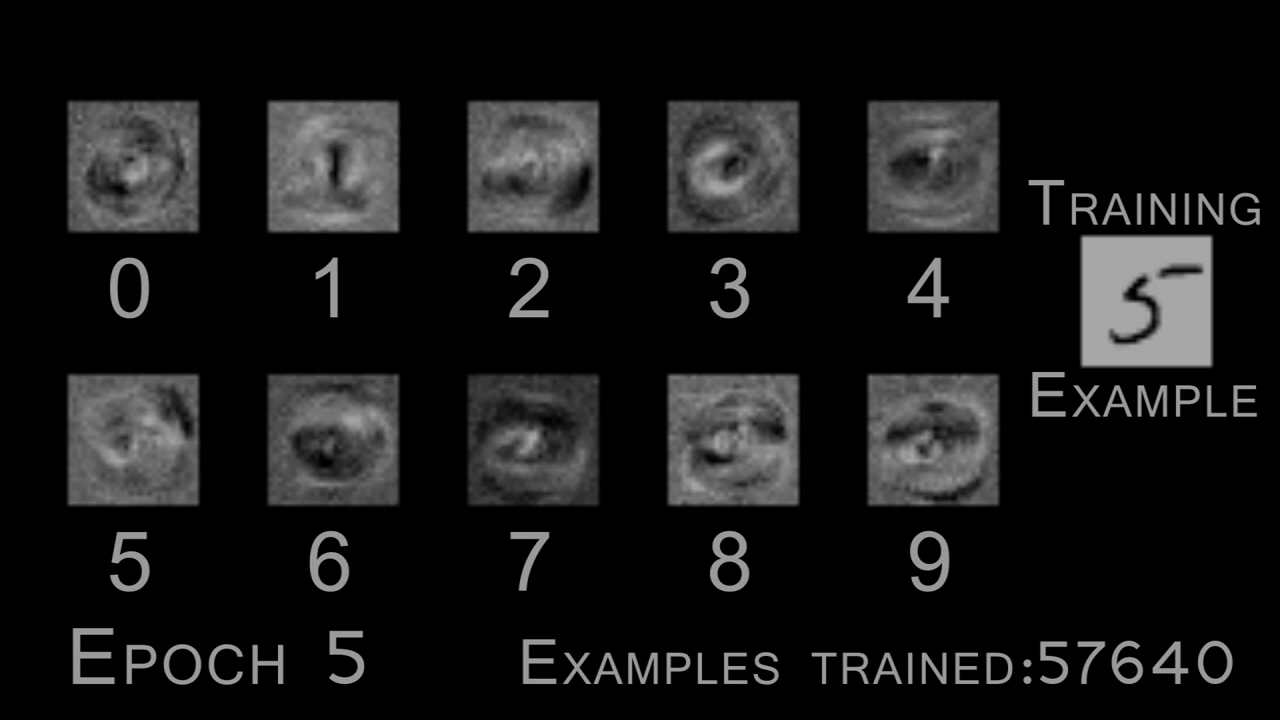 0 1 2 3 4
TRAINING
5
EXAMPLE
5 6 7 8 9
EPOCH 5
EXAMPLES TRAINED:57640